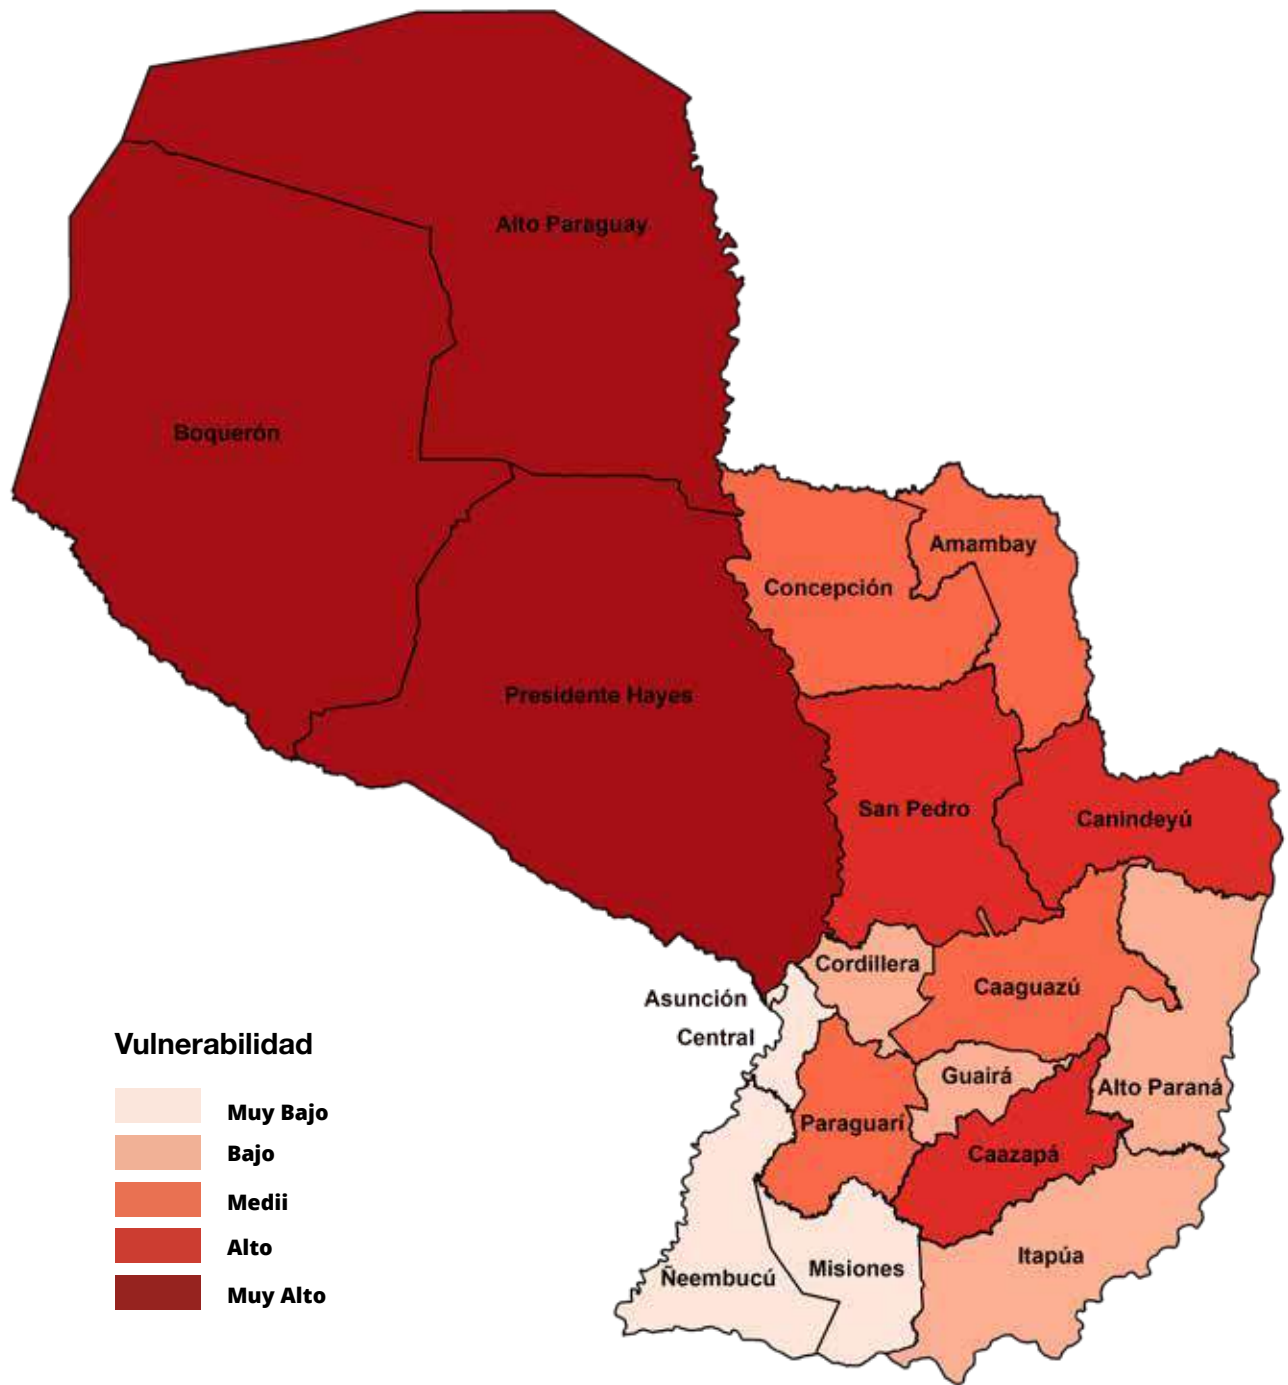 Alto Paraguay
Boquerón
Amambay
Concepción
Presidente Hayes
San Pedro
Canindeyú
Cordillera
Caaguazú
Asunción
Central
Guairá
Alto Paraná
Paraguarí
Caazapá
Itapúa
Misiones
Ñeembucú
Vulnerabilidad
Muy Bajo
Bajo
Medii
Alto
Muy Alto